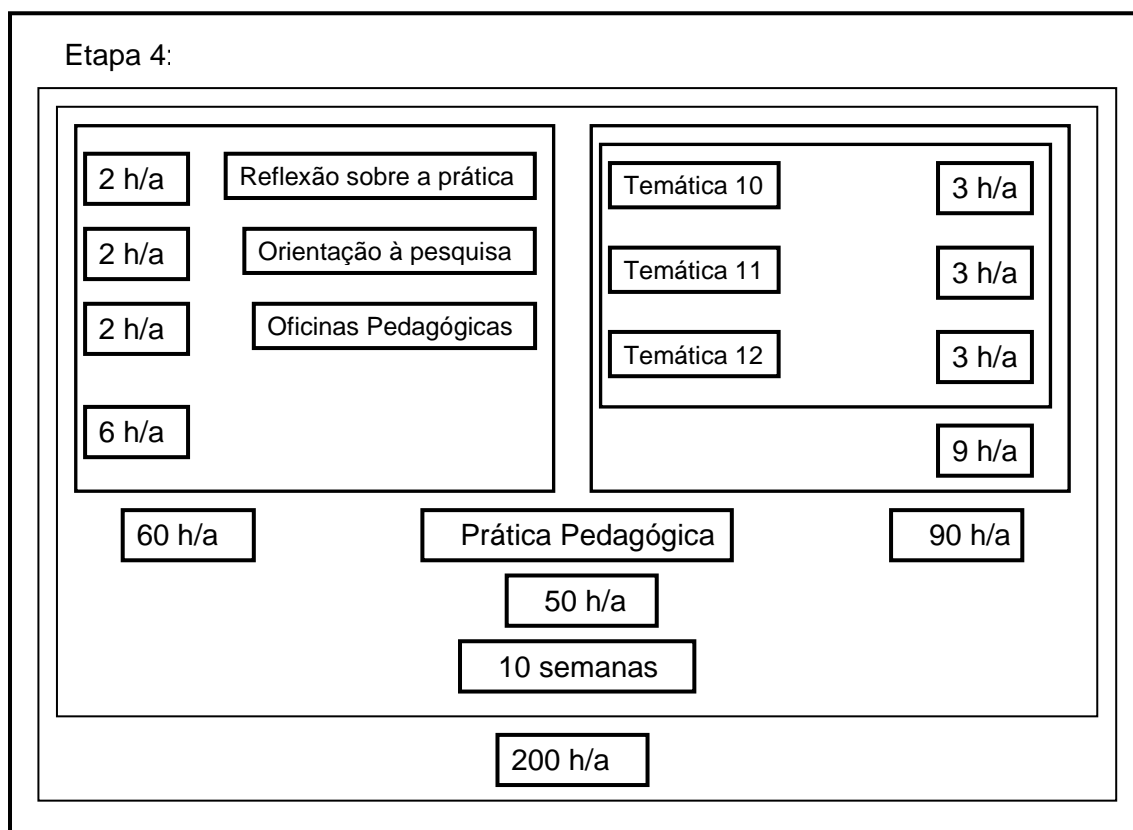 Etapa 4:
2 h/a
Reflexão sobre a prática
2 h/a
Orientação à pesquisa
2 h/a
Oficinas Pedagógicas
6 h/a
Temática 10
3 h/a
Temática 11
3 h/a
Temática 12
3 h/a
9 h/a
60 h/a
Prática Pedagógica
90 h/a
50 h/a
10 semanas
200 h/a